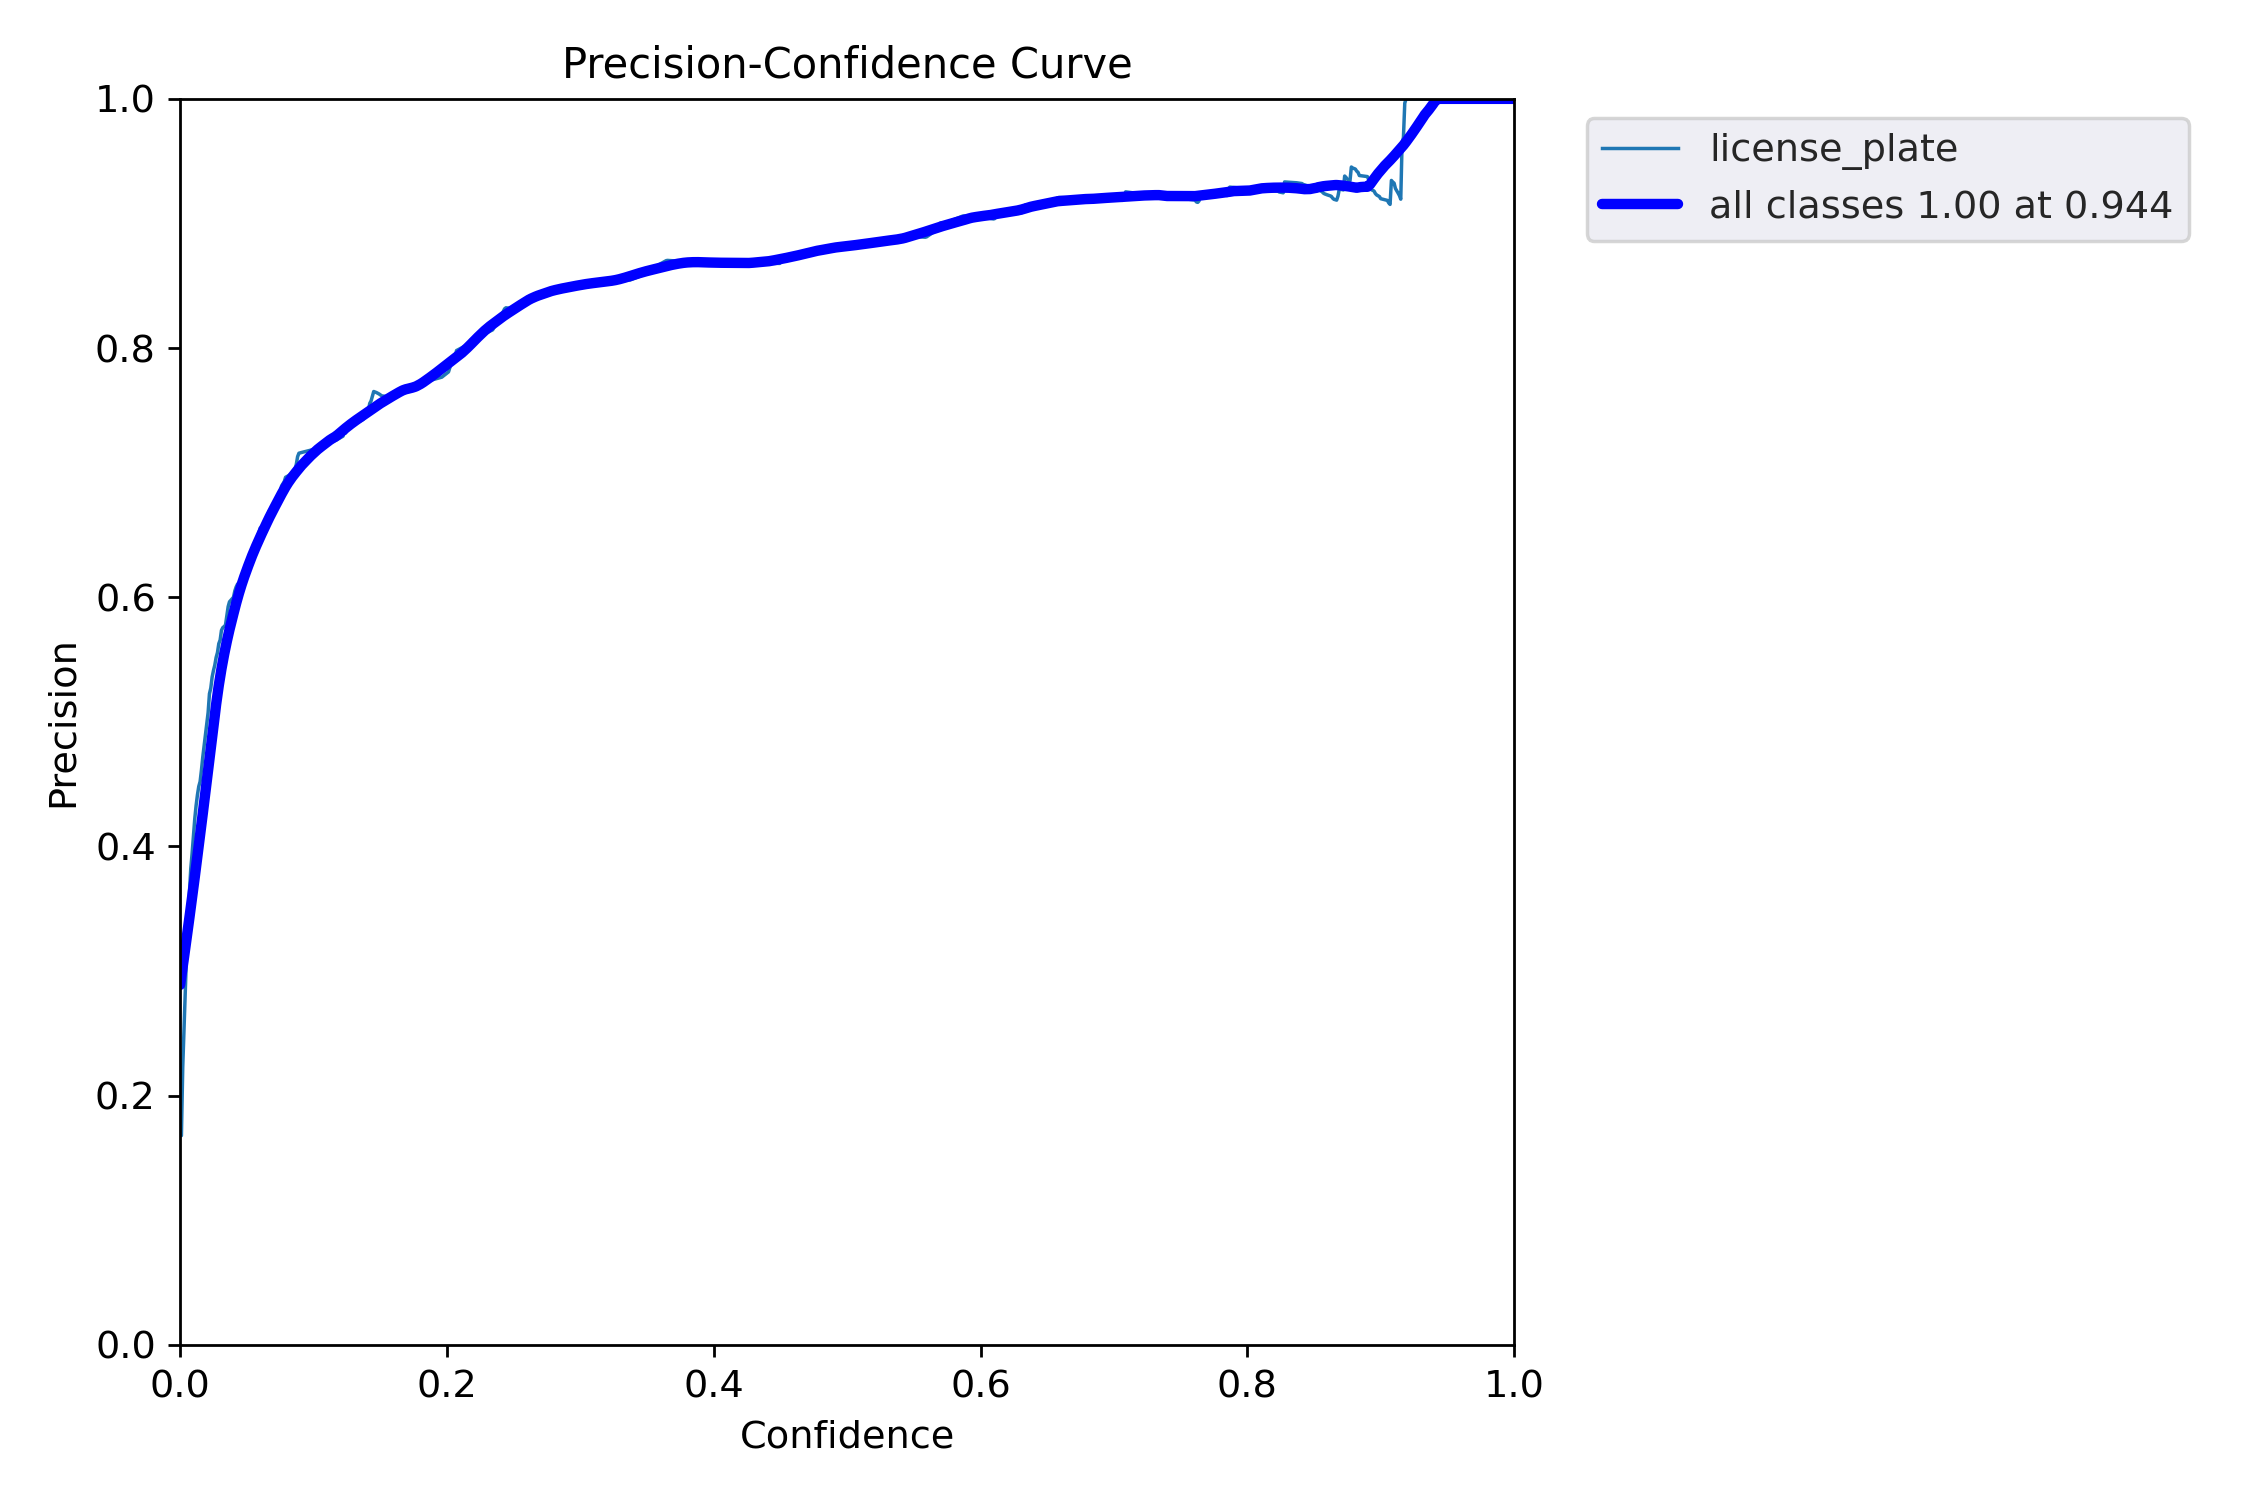 Precision-Confidence Curve
1.0
0.8
0.6
0.4
0.2
0.0
Precision
0.0 0.2 0.4 0.6 0.8 1.0
Confidence
license_plate
all classes 1.00 at 0.944